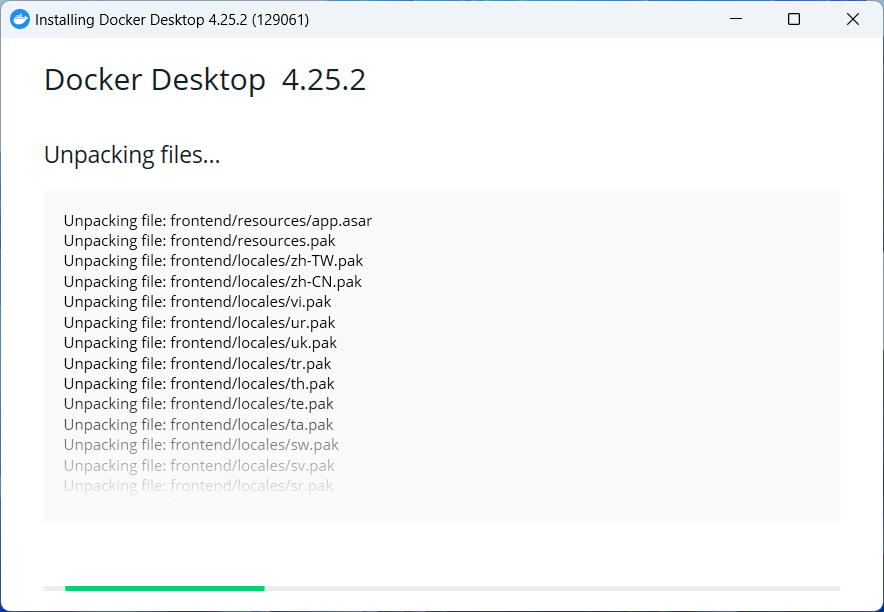 Installing Docker Desktop 4.25.2 (129061)
Docker Desktop 4.25.2
Unpacking files...
Unpacking file: frontend/resources/app.asar
Unpacking file: frontend/resources.pak
Unpacking file: frontend/locales/zh-TW.pak
Unpacking file: frontend/locales/zh-CN.pak
Unpacking file: frontend/locales/vi.pak
Unpacking file: frontend/locales/ur.pak
Unpacking file: frontend/locales/uk.pak
Unpacking file: frontend/locales/tr.pak
Unpacking file: frontend/locales/th.pak
Unpacking file: frontend/locales/te.pak
Unpacking file: frontend/locales/ta.pak
Unpacking file: frontend/locales/sw.pak
Unpacking file: frontend/locales/sv.pak
Unpacking file: frontend/locales/sr.pak